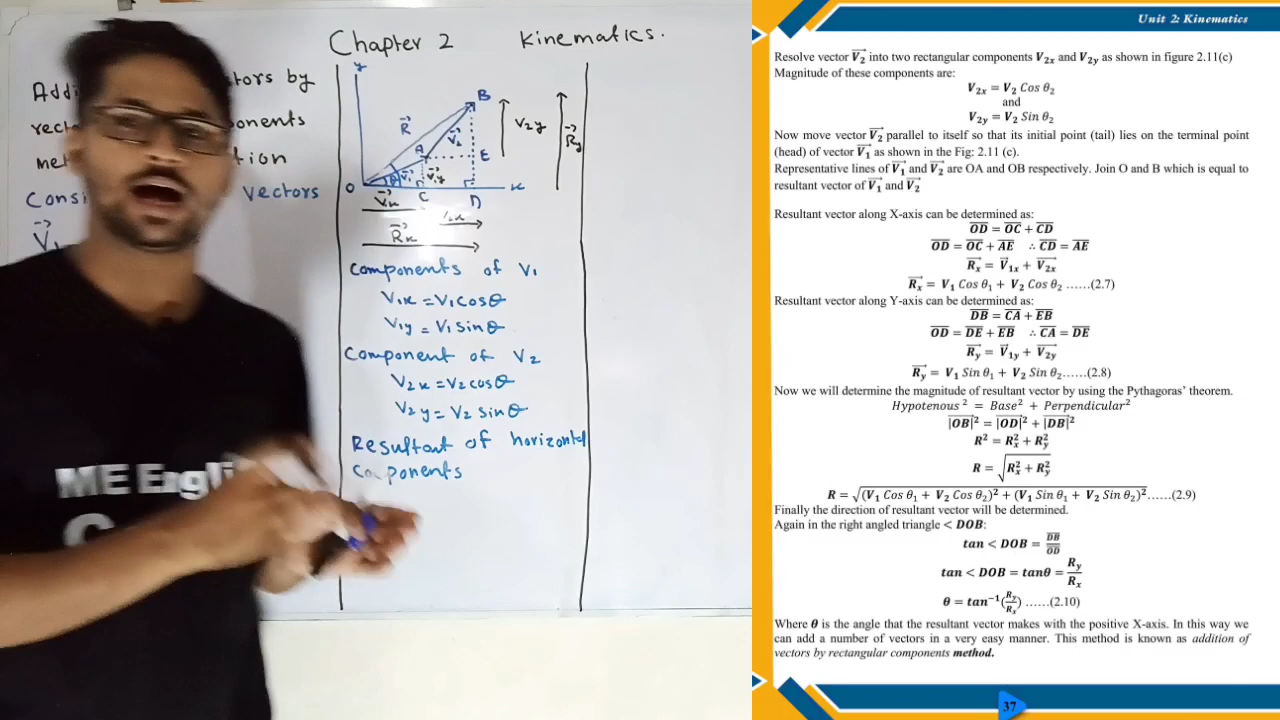 Chapter 2 Kinematics.
Addi tors by
rectangular components
me tion
Consi Vectors
V
y
B
R
V₂
A
E
V₁
V₁y
O
C
D
x
V₂y
Ry
Vx
Rx
components of V₁
V₁x = V₁cosθ
V₁y = V₁ sinθ
Component of V₂
V₂x = V₂cosθ
V₂y = V₂ sinθ
Resultant of horizontal
components
ME Engli
Unit 2: Kinematics
Resolve vector V₂ into two rectangular components V₂ₓ and V₂y as shown in figure 2.11(c)
Magnitude of these components are:
V₂ₓ = V₂ Cos θ₂
and
V₂y = V₂ Sin θ₂
Now move vector V₂ parallel to itself so that its initial point (tail) lies on the terminal point
(head) of vector V₁ as shown in the Fig: 2.11 (c).
Representative lines of V₁ and V₂ are OA and OB respectively. Join O and B which is equal to
resultant vector of V₁ and V₂
Resultant vector along X-axis can be determined as:
OD = OC + CD
OD = OC + AE ∴ CD = AE
Rₓ = V₁ₓ + V₂ₓ
Rₓ = V₁ Cos θ₁ + V₂ Cos θ₂ ......(2.7)
Resultant vector along Y-axis can be determined as:
DB = CA + EB
OD = DE + EB ∴ CA = DE
Ry = V₁y + V₂y
Ry = V₁ Sin θ₁ + V₂ Sin θ₂......(2.8)
Now we will determine the magnitude of resultant vector by using the Pythagoras' theorem.
Hypotenous ² = Base² + Perpendicular²
|OB|² = |OD|² + |DB|²
R² = Rₓ² + Ry²
R = √(Rₓ² + Ry²)
R = √((V₁ Cos θ₁ + V₂ Cos θ₂)² + (V₁ Sin θ₁ + V₂ Sin θ₂)²)......(2.9)
Finally the direction of resultant vector will be determined.
Again in the right angled triangle < DOB:
tan < DOB = DB/OD
tan < DOB = tanθ = Ry/Rₓ
θ = tan⁻¹(Ry/Rₓ) ......(2.10)
Where θ is the angle that the resultant vector makes with the positive X-axis. In this way we
can add a number of vectors in a very easy manner. This method is known as addition of
vectors by rectangular components method.
37